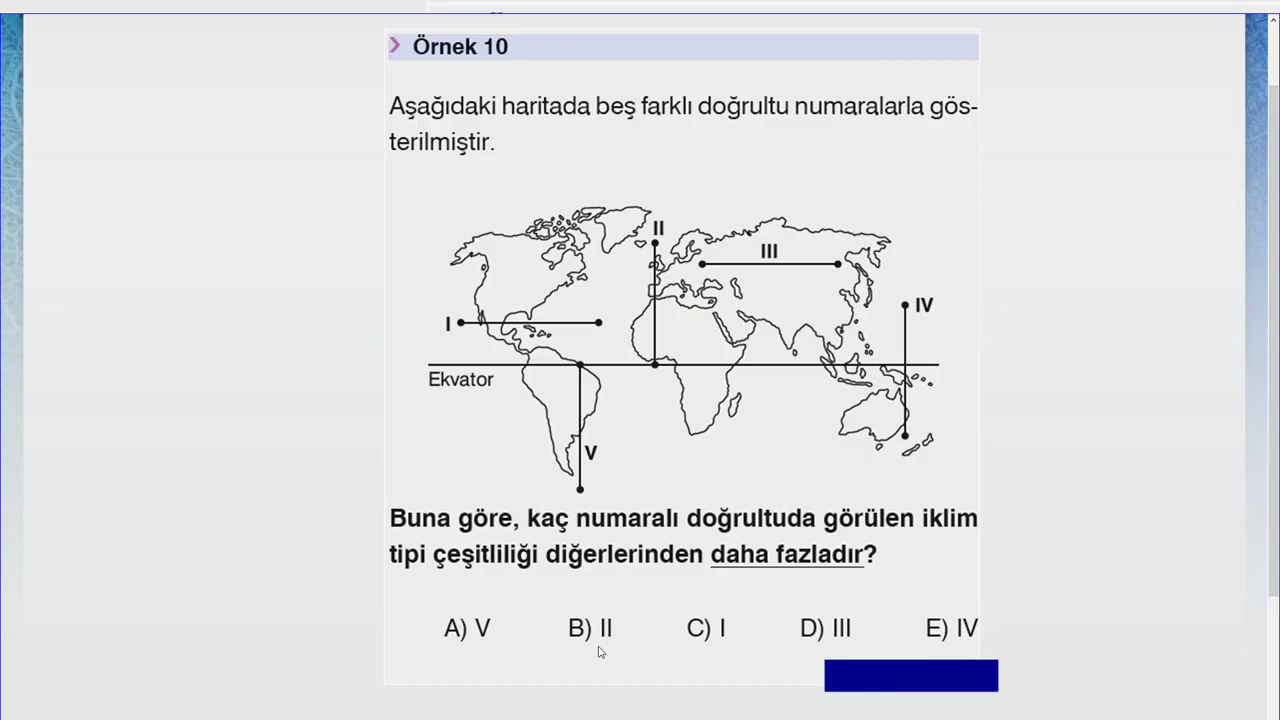 Örnek 10
Aşağıdaki haritada beş farklı doğrultu numaralarla gös-
terilmiştir.
II
III
IV
I
Ekvator
V
Buna göre, kaç numaralı doğrultuda görülen iklim
tipi çeşitliliği diğerlerinden daha fazladır?
A) V B) II C) I D) III E) IV